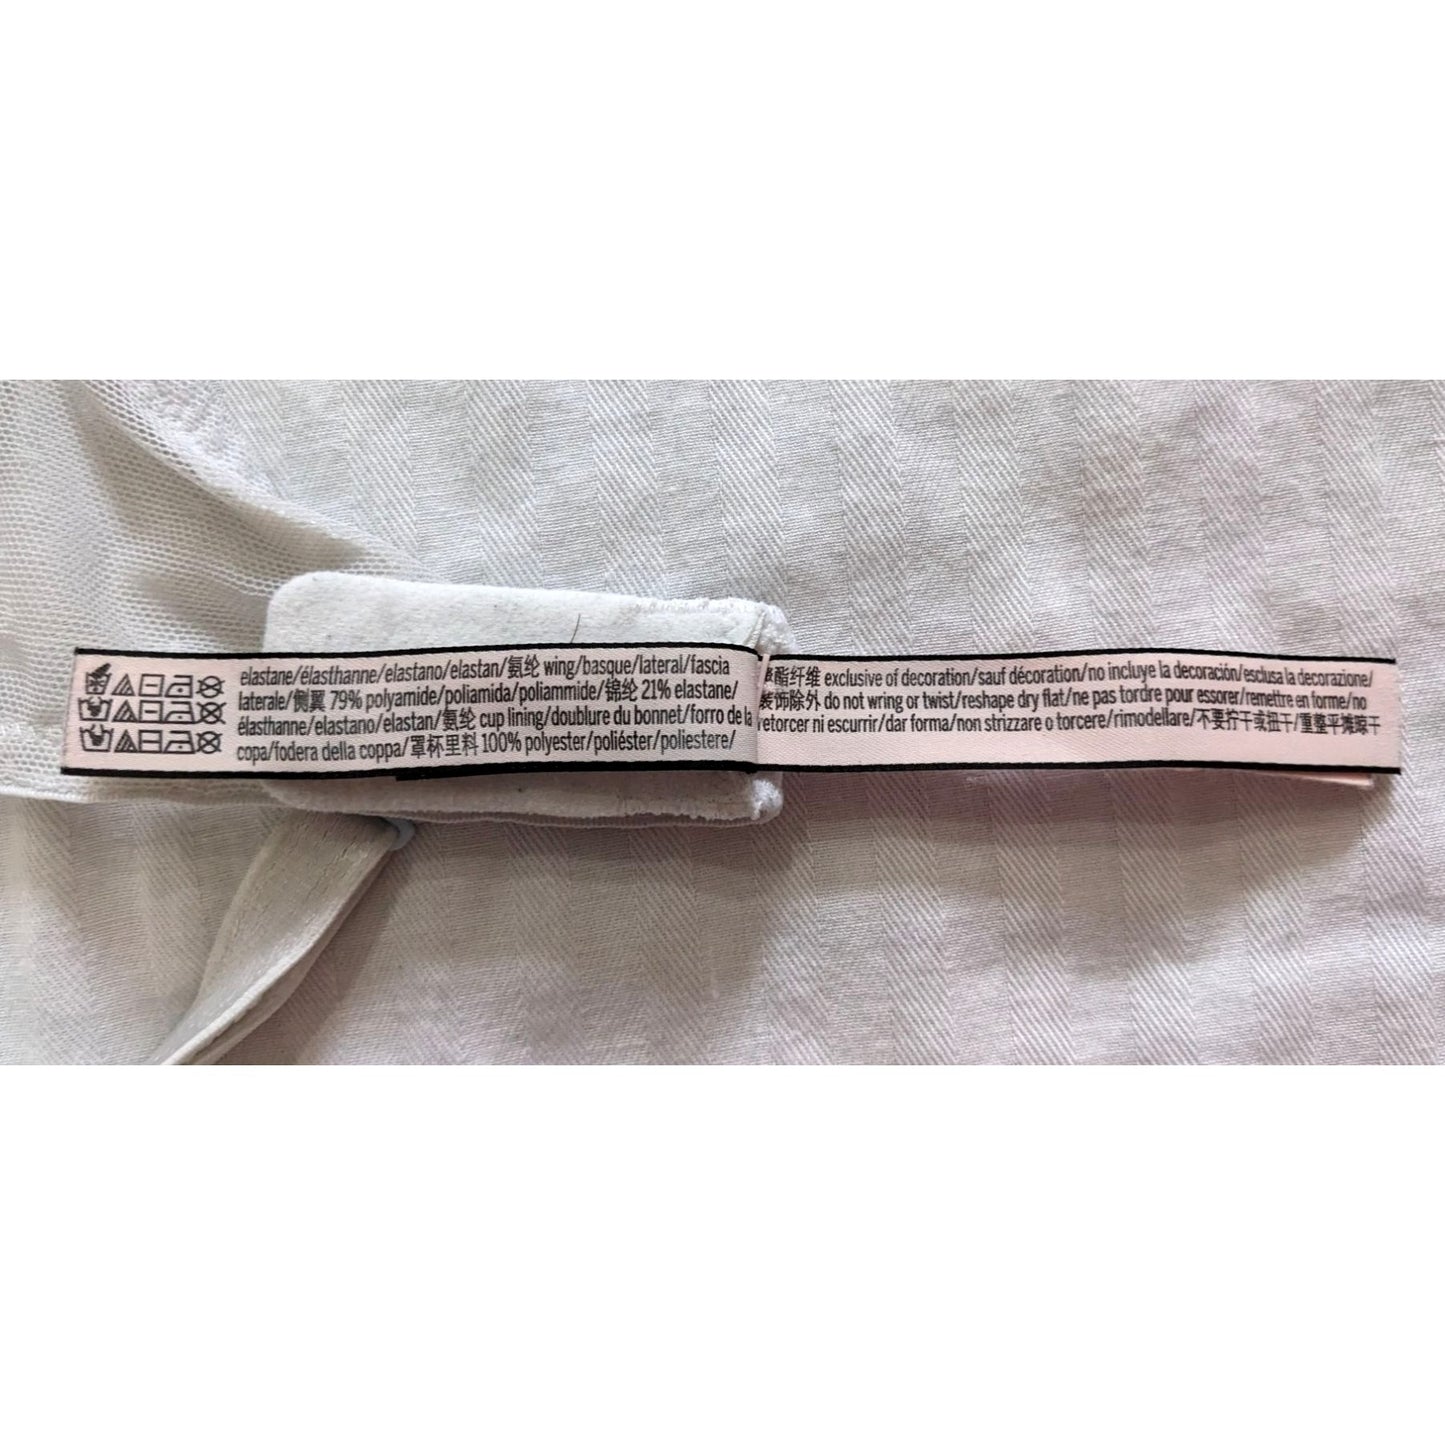 elastane/élasthanne/elastano/elastan/氨纶 wing/basque/lateral/fascia
laterale/侧翼 79% polyamide/poliamida/poliammide/锦纶 21% elastane/
élasthanne/elastano/elastan/氨纶 cup lining/doublure du bonnet/forro de la
copa/fodera della coppa/罩杯里料 100% polyester/poliéster/poliestere/
酯纤维 exclusive of decoration/sauf décoration/no incluye la decoración/esclusa la decorazione/
装饰除外 do not wring or twist/reshape dry flat/ne pas tordre pour essorer/remettre en forme/no
retorcer ni escurrir/dar forma/non strizzare o torcere/rimodellare/不要拧干或扭干/重整平摊晾干